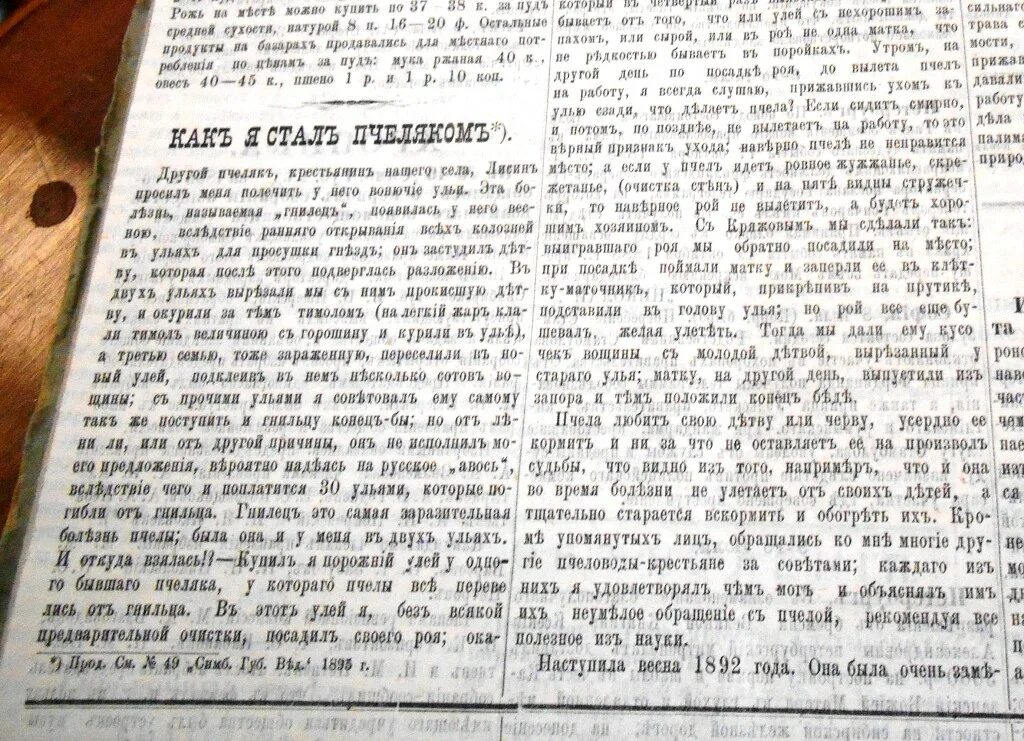 Рожь на мѣстѣ можно купить по 37—38 к. за пудъ
средней сухости, натурой 8 п. 16—20 ф. Остальные
продукты на базарахъ продавались для мѣстнаго пот-
ребленія по цѣнамъ за пудъ: мука ржаная 40 к.,
овесъ 40—45 к., пшено 1 р. и 1 р. 10 коп.
КАКЪ Я СТАЛЪ ПЧЕЛЯКОМЪ*).
Другой пчелякъ, крестьянинъ нашего села, Лисинъ
просилъ меня полечить у него вонючіе ульи. Эта бо-
лѣзнь, называемая „гнилецъ" появилась у него вес-
ною, вслѣдствіе ранняго открыванія всѣхъ колозней
въ ульяхъ для просушки гнѣздъ; онъ застудилъ дѣт-
ву, которая послѣ этого подверглась разложенію. Въ
двухъ ульяхъ вырѣзали мы съ нимъ прокисшую дѣт-
ву, и окурили за тѣмъ тимоломъ (на легкій жаръ кла-
ли тимолъ величиною съ горошину и курили въ ульѣ),
а третью семью, тоже зараженную, переселили въ но-
вый улей, подклеивъ въ немъ нѣсколько сотовъ во-
щины; съ прочими ульями я совѣтовалъ ему самому
такъ же поступить и гнильцу конецъ-бы; но отъ лѣ-
ни ли, или отъ другой причины, онъ не исполнилъ мо-
его предложенія, вѣроятно надѣясь на русское „авось",
вслѣдствіе чего и поплатится 30 ульями, которые по-
гибли отъ гнильца. Гнилецъ это самая заразительная
болѣзнь пчелы; была она и у меня въ двухъ ульяхъ.
И откуда взялась!?—Купилъ я порожній улей у одно-
го бывшаго пчеляка, у котораго пчелы всѣ переве
лись отъ гнильца. Въ этотъ улей я, безъ всякой
предварительной очистки, посадилъ своего роя; ока-
*) Прод. См. № 49 „Симб. Губ. Вѣд.' 1895 г.
который въ четвертый разъ
бываетъ отъ того, что или улей съ нехорошимъ за-
пахомъ, или сырой, или въ роѣ не одна матка, что
не рѣдкостью бываетъ въ поройкахъ. Утромъ, на
другой день по посадкѣ роя, до вылета пчелъ
на работу, я всегда слушаю, прижавшись ухомъ къ
улью сзади, что дѣлаетъ пчела? Если сидитъ смирно,
и потомъ, по позднѣе, не вылетаетъ на работу, то это
вѣрный признакъ ухода; навѣрно пчелѣ не нравится
мѣсто; а если у пчелъ идетъ ровное жужжанье, скре-
жетанье, (очистка стѣнъ) и на пятѣ видны стружеч-
ки, то навѣрное рой не вылетитъ, а будетъ хоро-
шимъ хозяиномъ. Съ Кряжовымъ мы сдѣлали такъ:
выигравшаго роя мы обратно посадили на мѣсто;
при посадкѣ поймали матку и заперли ее въ клѣт-
ку-маточникъ, который, прикрѣпивъ на прутикѣ,
подставили въ голову улья; но рой все еще бу-
шевалъ, желая улетѣть. Тогда мы дали ему кусо
чекъ вощины съ молодой дѣтвой, вырѣзанный у
стараго улья; матку, на другой день, выпустили изъ
запора и тѣмъ положили конецъ бѣдѣ.
Пчела любитъ свою дѣтву или черву, усердно ее
кормитъ и ни за что не оставляетъ ее на произволъ
судьбы, что видно изъ того, напримѣръ, что и она
во время болѣзни не улетаетъ отъ своихъ дѣтей, а
тщательно старается вскормить и обогрѣть ихъ. Кро-
мѣ упомянутыхъ лицъ, обращались ко мнѣ многіе дру-
гіе пчеловоды-крестьяне за совѣтами; каждаго изъ
нихъ я удовлетворялъ чѣмъ могъ и объяснялъ имъ
ихъ неумѣлое обращеніе съ пчелой, рекомендуя все
полезное изъ науки.
Наступила весна 1892 года. Она была очень замѣ-